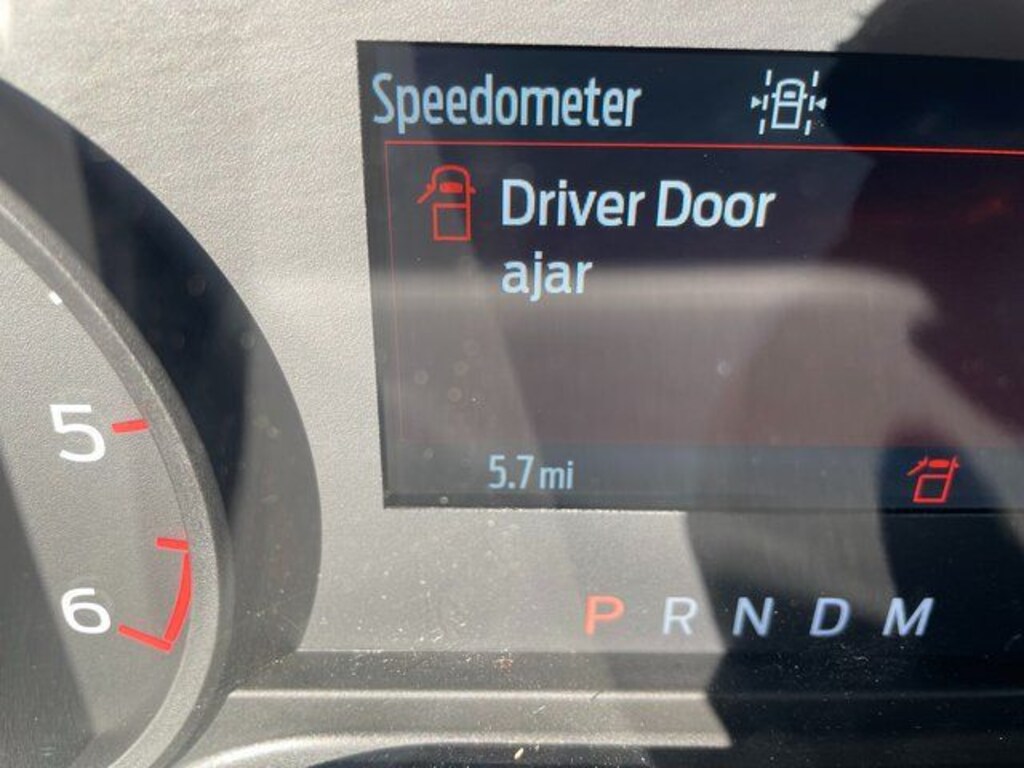 Speedometer
Driver Door
ajar
5
5.7 mi
6
P R N D M